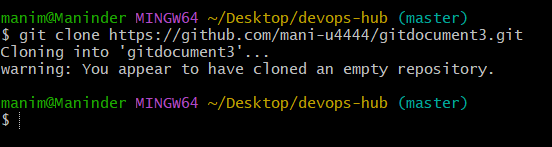 manim@Maninder MINGW64 ~/Desktop/devops-hub (master)
$ git clone https://github.com/mani-u4444/gitdocument3.git
Cloning into 'gitdocument3'...
warning: You appear to have cloned an empty repository.
manim@Maninder MINGW64 ~/Desktop/devops-hub (master)
$